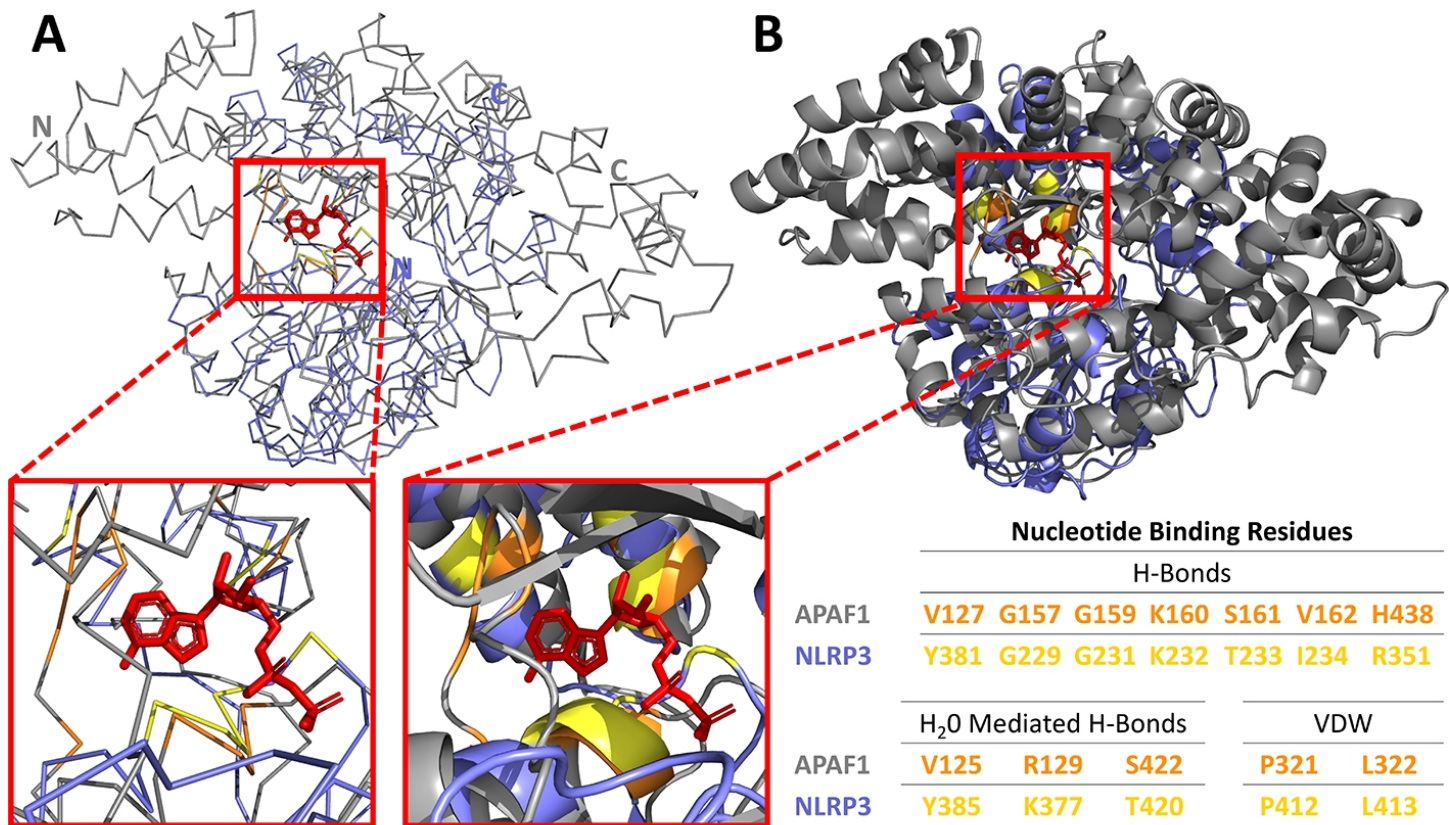 A
B
N
C
C
N
Nucleotide Binding Residues
H-Bonds
APAF1 V127 G157 G159 K160 S161 V162 H438
NLRP3 Y381 G229 G231 K232 T233 I234 R351
H₂0 Mediated H-Bonds VDW
APAF1 V125 R129 S422 P321 L322
NLRP3 Y385 K377 T420 P412 L413